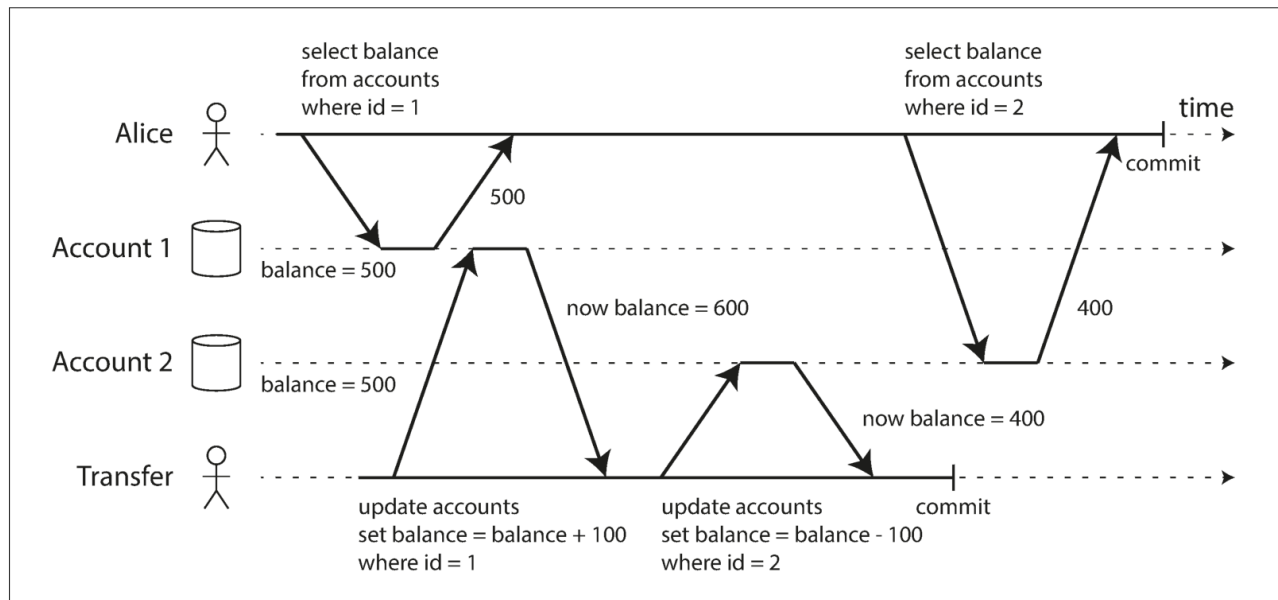 select balance
from accounts
where id = 1
select balance
from accounts
where id = 2
time
Alice
commit
500
Account 1
balance = 500
now balance = 600
400
Account 2
balance = 500
now balance = 400
Transfer
update accounts
set balance = balance + 100
where id = 1
update accounts
set balance = balance - 100
where id = 2
commit